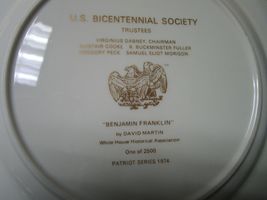 U.S. BICENTENNIAL SOCIETY
TRUSTEES
VIRGINIUS DABNEY, CHAIRMAN
ALISTAIR COOKE R. BUCKMINSTER FULLER
GREGORY PECK SAMUEL ELIOT MORISON
"BENJAMIN FRANKLIN"
by DAVID MARTIN
White House Historical Association
One of 2500
PATRIOT SERIES 1974